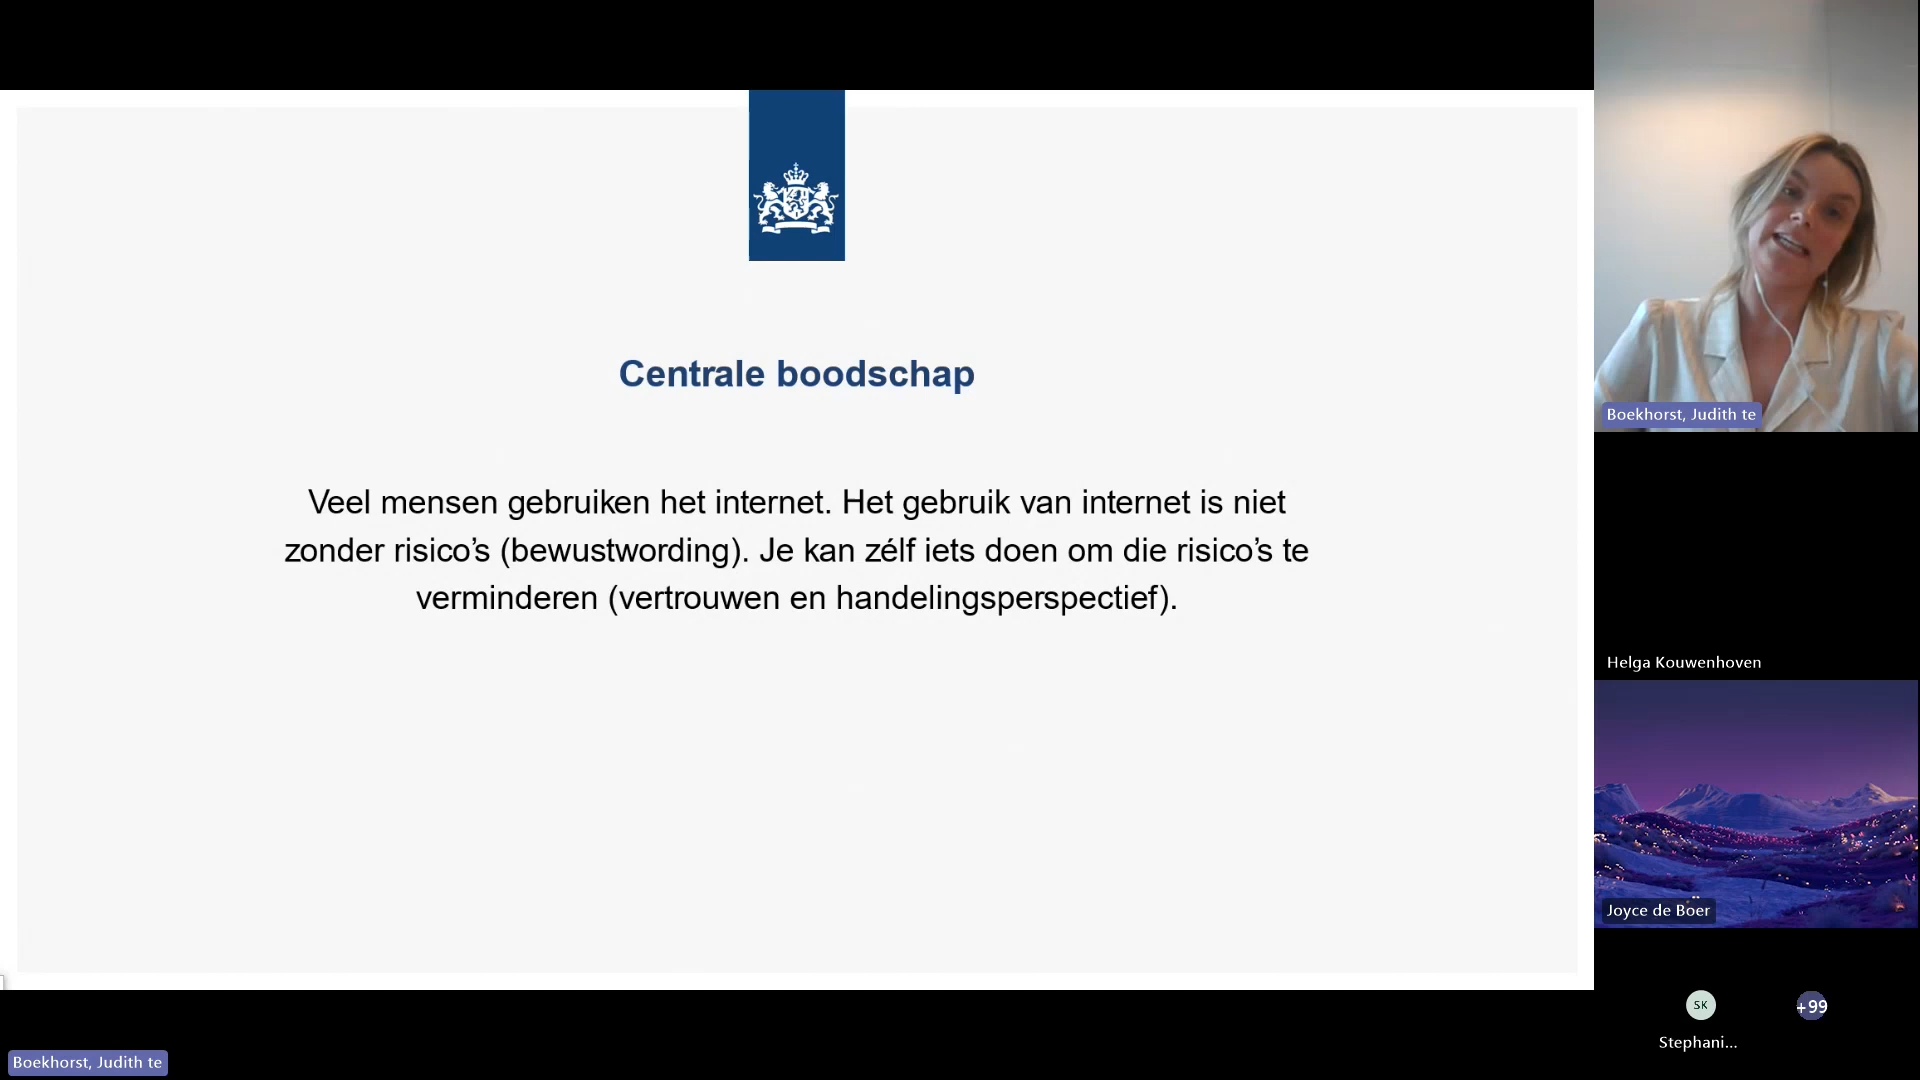 Centrale boodschap
Veel mensen gebruiken het internet. Het gebruik van internet is niet
zonder risico’s (bewustwording). Je kan zélf iets doen om die risico’s te
verminderen (vertrouwen en handelingsperspectief).
Boekhorst, Judith te
Helga Kouwenhoven
Joyce de Boer
SK
+99
Stephani...
Boekhorst, Judith te